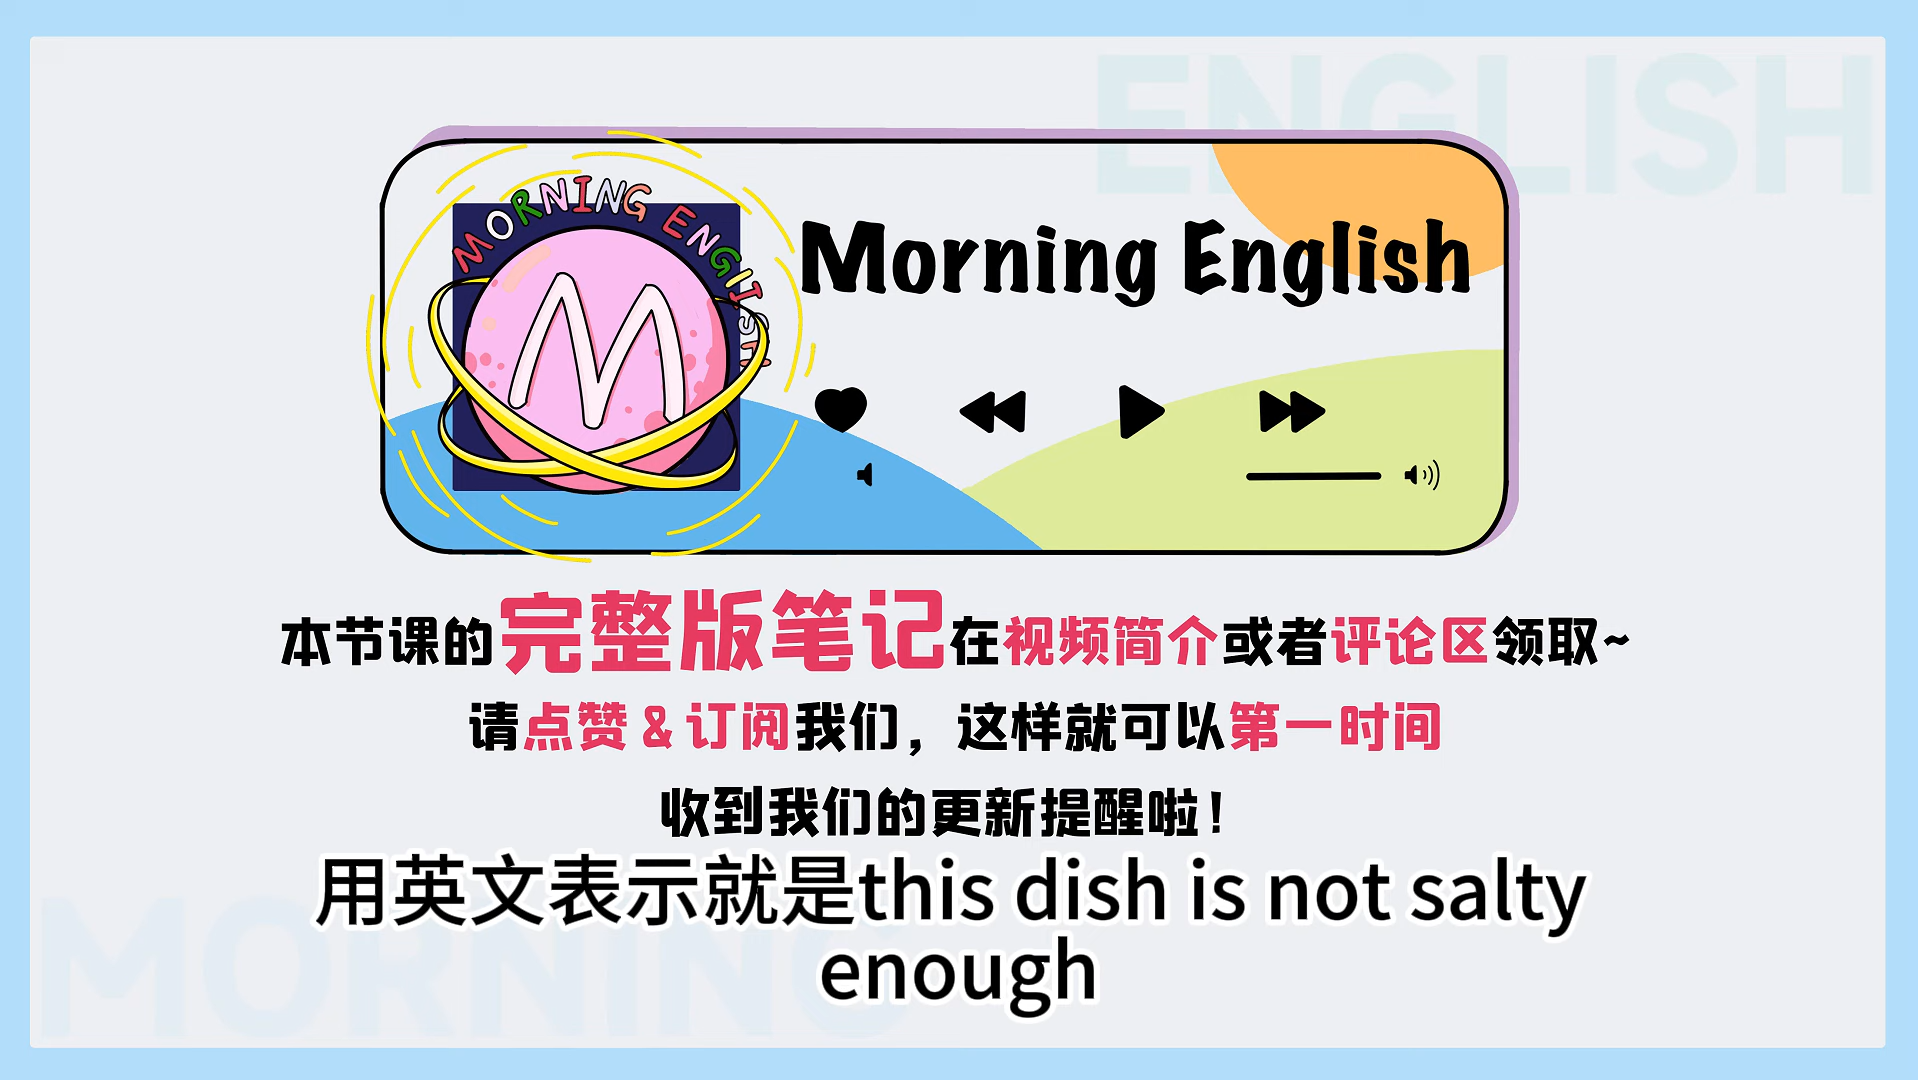 ENGLISH
MORNING ENGlISH
M
Morning English
本节课的完整版笔记在视频简介或者评论区领取~
请点赞&订阅我们，这样就可以第一时间
收到我们的更新提醒啦！
MORNING
用英文表示就是this dish is not salty
enough